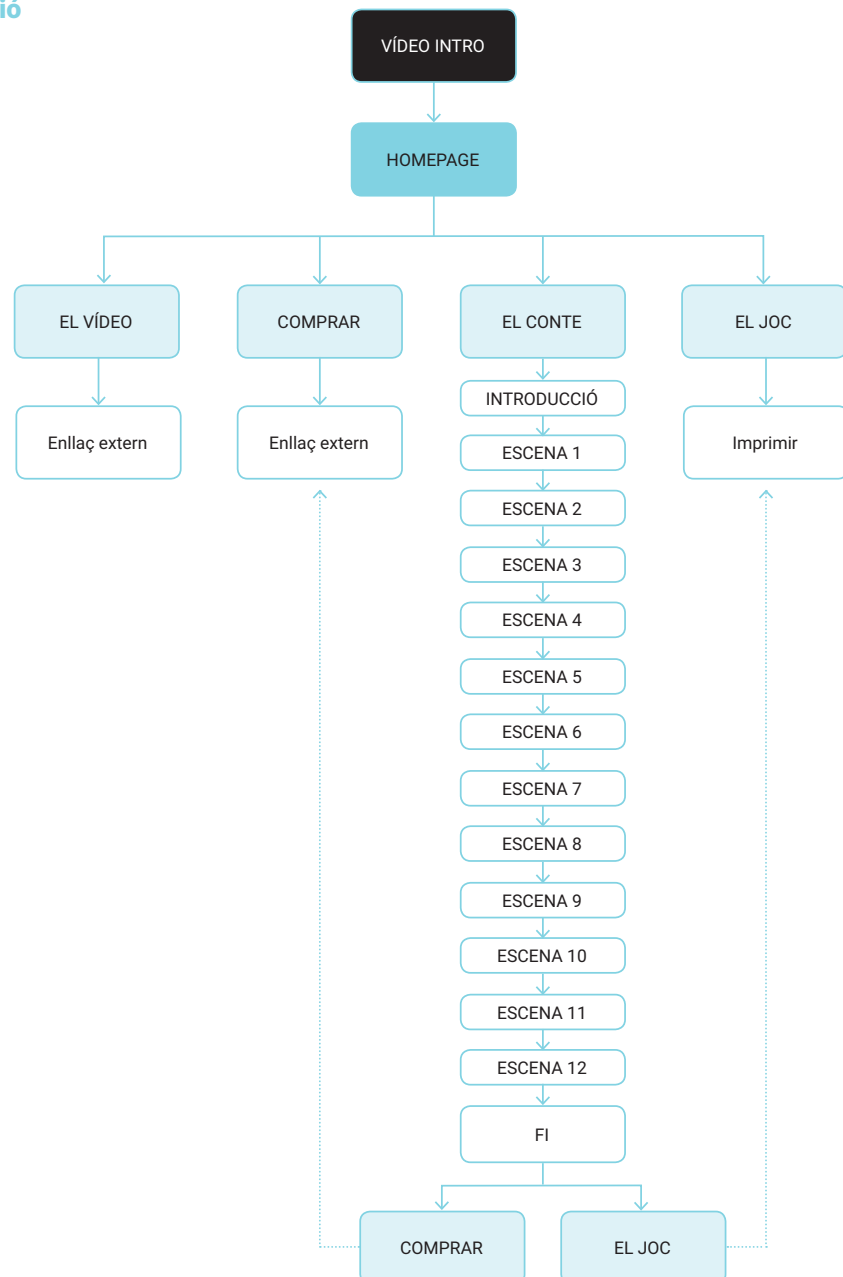 ió
VÍDEO INTRO
HOMEPAGE
EL VÍDEO
COMPRAR
EL CONTE
EL JOC
Enllaç extern
Enllaç extern
Imprimir
INTRODUCCIÓ
ESCENA 1
ESCENA 2
ESCENA 3
ESCENA 4
ESCENA 5
ESCENA 6
ESCENA 7
ESCENA 8
ESCENA 9
ESCENA 10
ESCENA 11
ESCENA 12
FI
COMPRAR
EL JOC